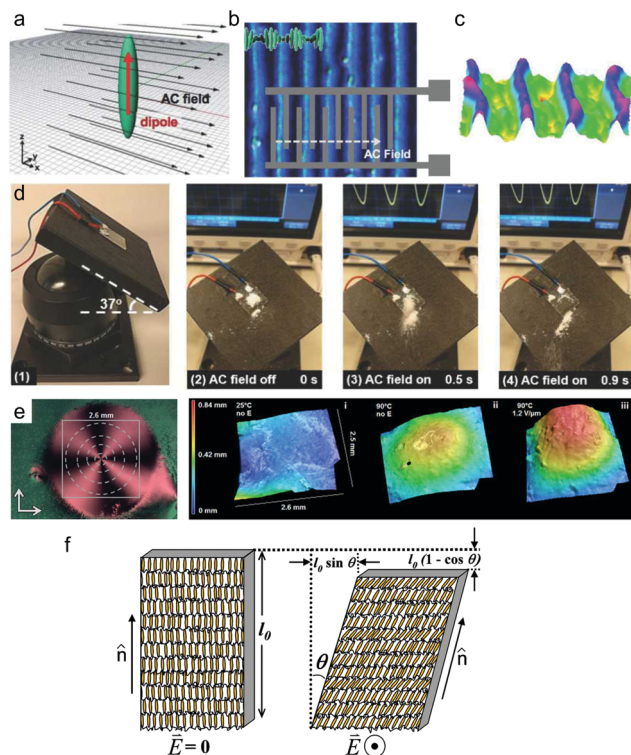 a
AC field
dipole
z
y
x
b
AC Field
c
d
37°
(1)
(2) AC field off 0 s
(3) AC field on 0.5 s
(4) AC field on 0.9 s
e
2.6 mm
0.84 mm
0.42 mm
0 mm
25°C
no E
i
2.5 mm
2.6 mm
90°C
no E
ii
90°C
1.2 V/μm
iii
f
l₀ sin θ
l₀ (1 - cos θ)
n̂
l₀
θ
n̂
E⃗ = 0
E⃗